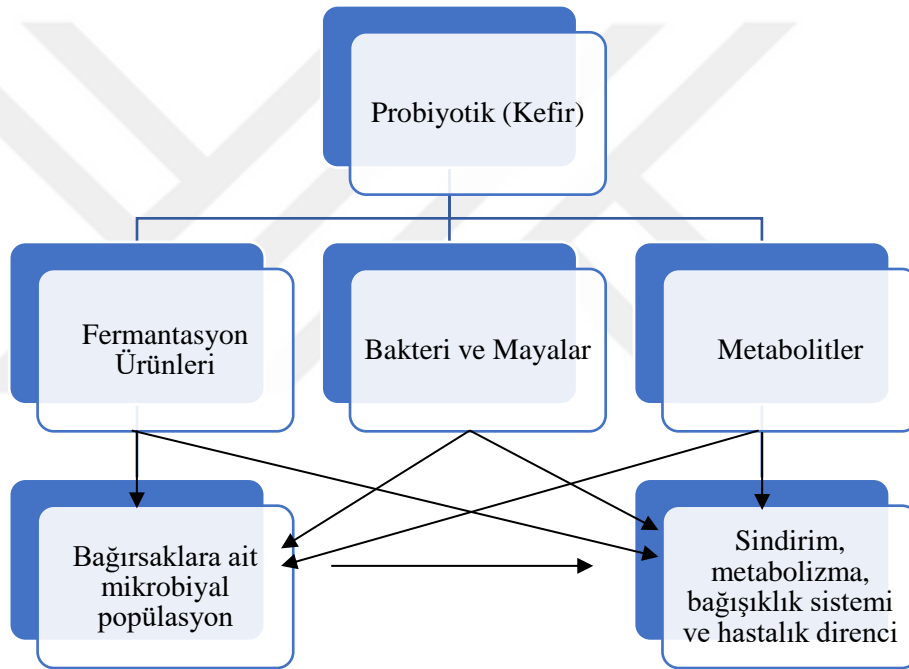 Probiyotik (Kefir)
Fermantasyon
Ürünleri
Bakteri ve Mayalar
Metabolitler
Bağırsaklara ait
mikrobiyal
popülasyon
Sindirim,
metabolizma,
bağışıklık sistemi
ve hastalık direnci